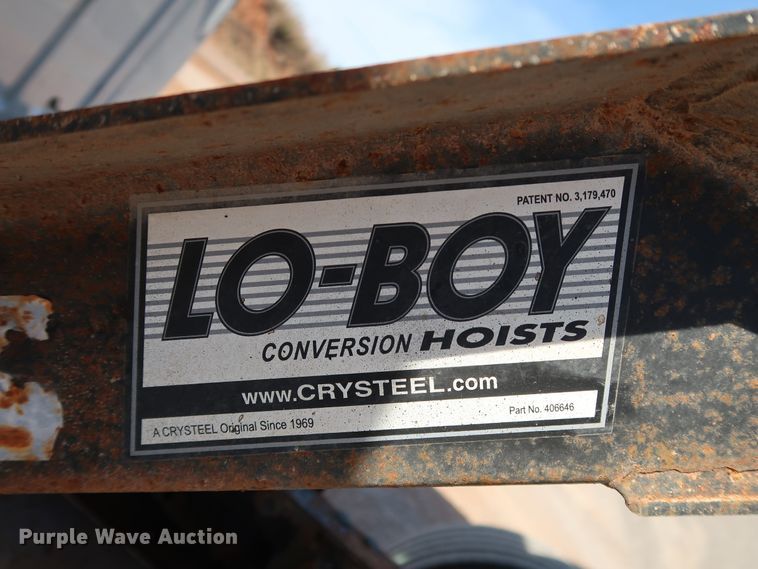 PATENT NO. 3,179,470
LO-BOY
CONVERSION HOISTS
www.CRYSTEEL.com
A CRYSTEEL Original Since 1969
Part No. 406646
Purple Wave Auction